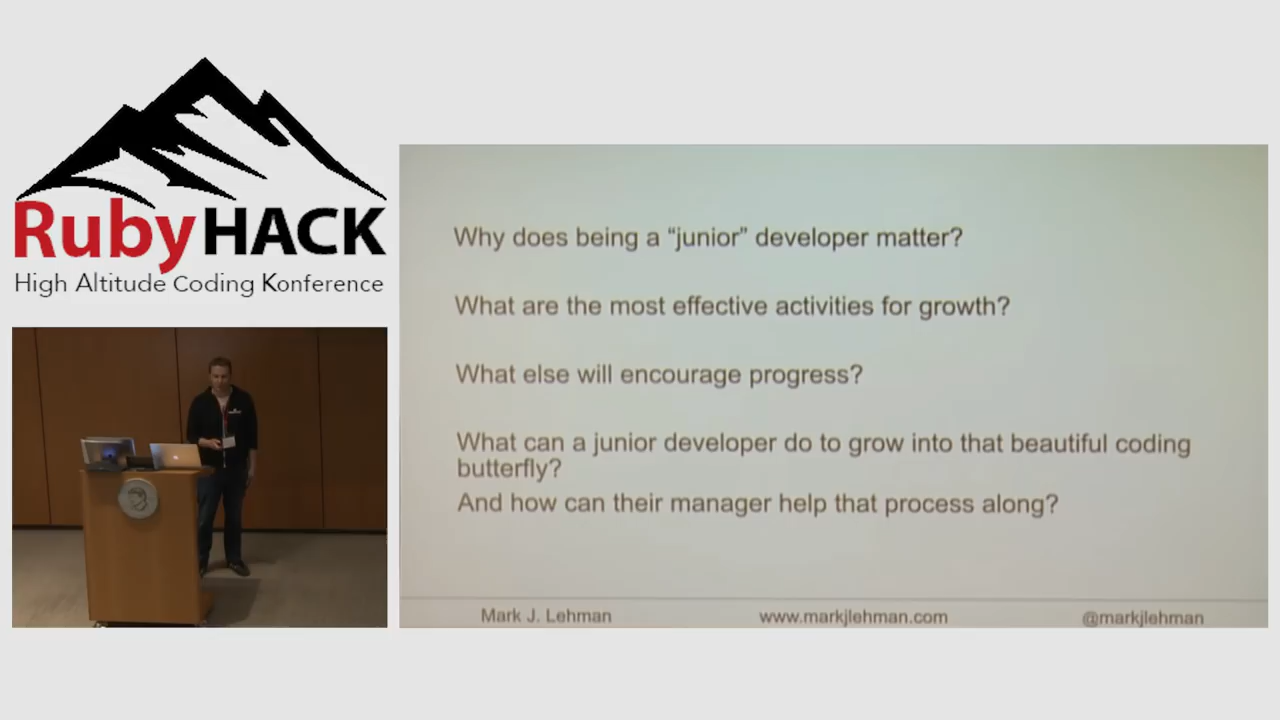 RubyHACK
High Altitude Coding Konference
Why does being a “junior” developer matter?
What are the most effective activities for growth?
What else will encourage progress?
What can a junior developer do to grow into that beautiful coding
butterfly?
And how can their manager help that process along?
Mark J. Lehman www.markjlehman.com @markjlehman